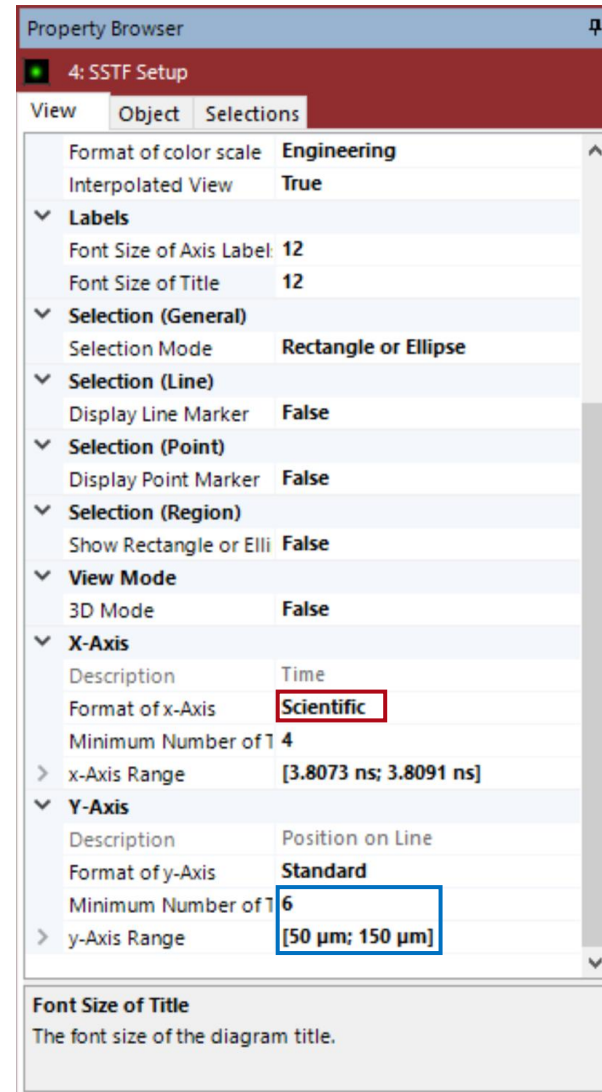 Property Browser
4: SSTF Setup
View Object Selections
Format of color scale Engineering
Interpolated View True
Labels
Font Size of Axis Label: 12
Font Size of Title 12
Selection (General)
Selection Mode Rectangle or Ellipse
Selection (Line)
Display Line Marker False
Selection (Point)
Display Point Marker False
Selection (Region)
Show Rectangle or Elli False
View Mode
3D Mode False
X-Axis
Description Time
Format of x-Axis Scientific
Minimum Number of T 4
x-Axis Range [3.8073 ns; 3.8091 ns]
Y-Axis
Description Position on Line
Format of y-Axis Standard
Minimum Number of T 6
y-Axis Range [50 µm; 150 µm]
Font Size of Title
The font size of the diagram title.